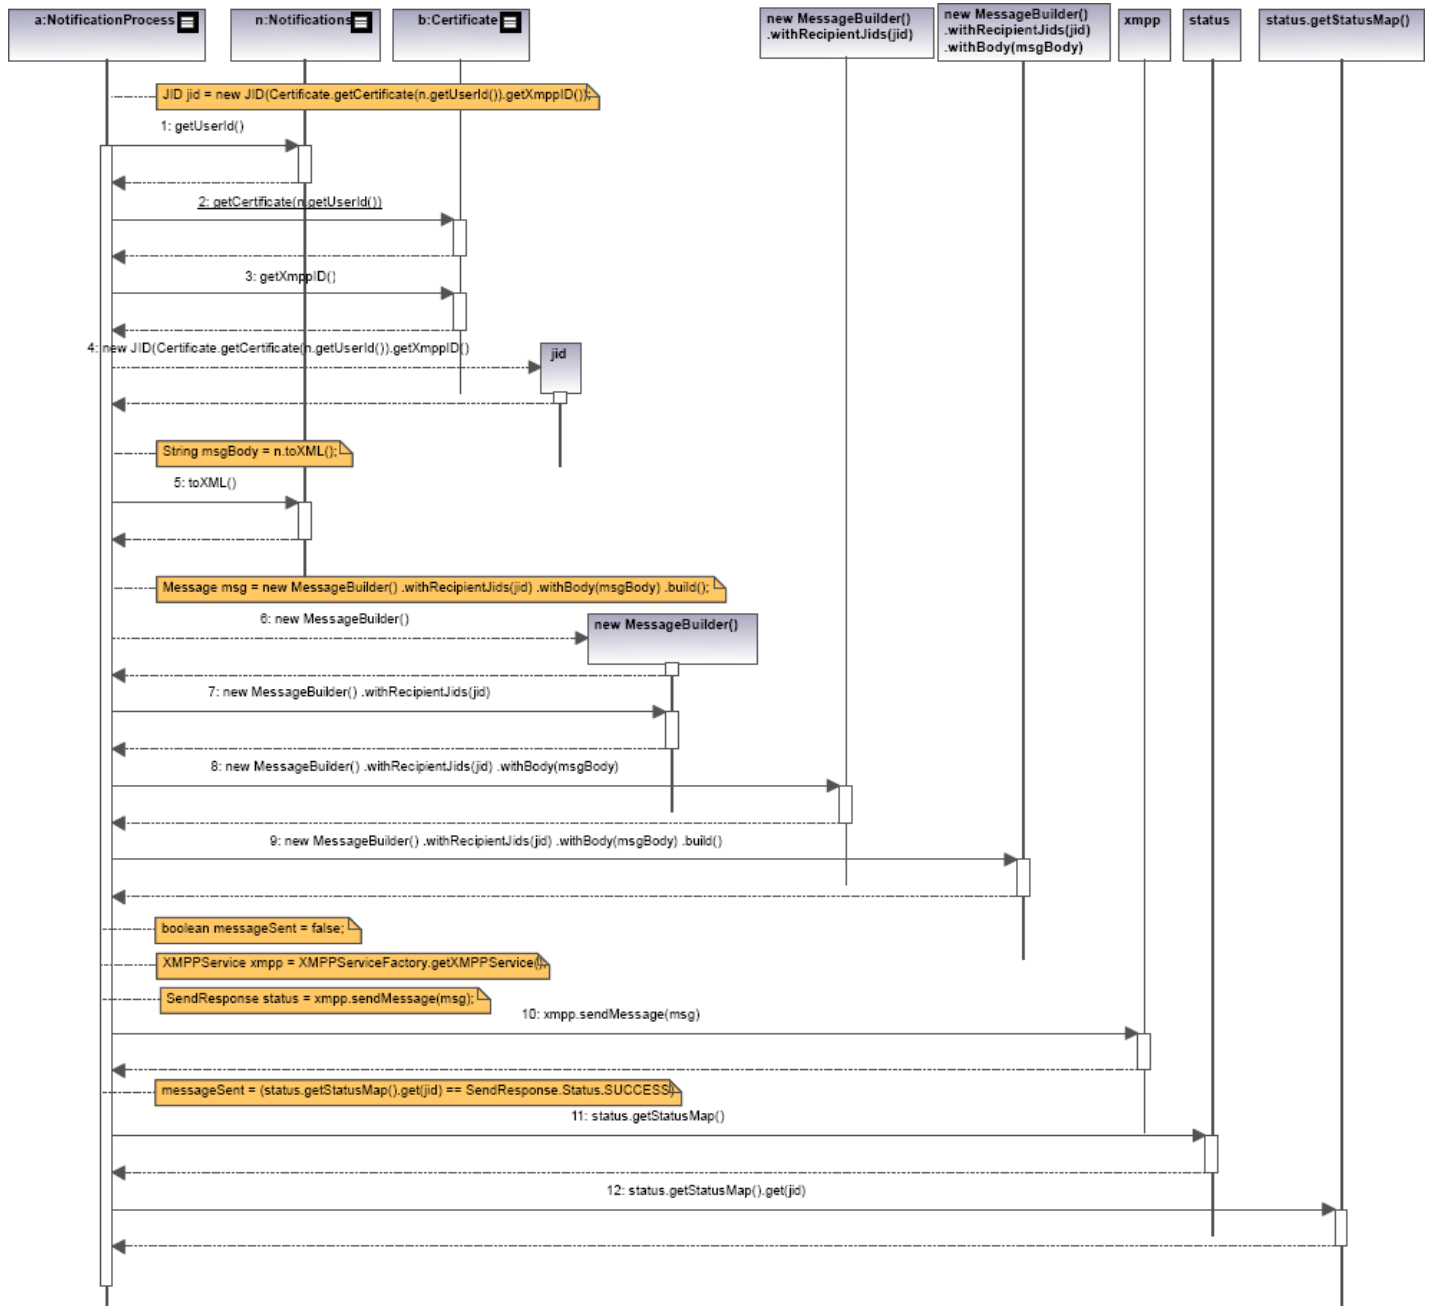 a:NotificationProcess
n:Notifications
b:Certificate
new MessageBuilder()
.withRecipientJids(jid)
new MessageBuilder()
.withRecipientJids(jid)
.withBody(msgBody)
xmpp
status
status.getStatusMap()
JID jid = new JID(Certificate.getCertificate(n.getUserId()).getXmppID());
1: getUserId()
2: getCertificate(n.getUserId())
3: getXmppID()
4: new JID(Certificate.getCertificate(n.getUserId()).getXmppID()
jid
String msgBody = n.toXML();
5: toXML()
Message msg = new MessageBuilder() .withRecipientJids(jid) .withBody(msgBody) .build();
6: new MessageBuilder()
new MessageBuilder()
7: new MessageBuilder() .withRecipientJids(jid)
8: new MessageBuilder() .withRecipientJids(jid) .withBody(msgBody)
9: new MessageBuilder() .withRecipientJids(jid) .withBody(msgBody) .build()
boolean messageSent = false;
XMPPService xmpp = XMPPServiceFactory.getXMPPService();
SendResponse status = xmpp.sendMessage(msg);
10: xmpp.sendMessage(msg)
messageSent = (status.getStatusMap().get(jid) == SendResponse.Status.SUCCESS)
11: status.getStatusMap()
12: status.getStatusMap().get(jid)